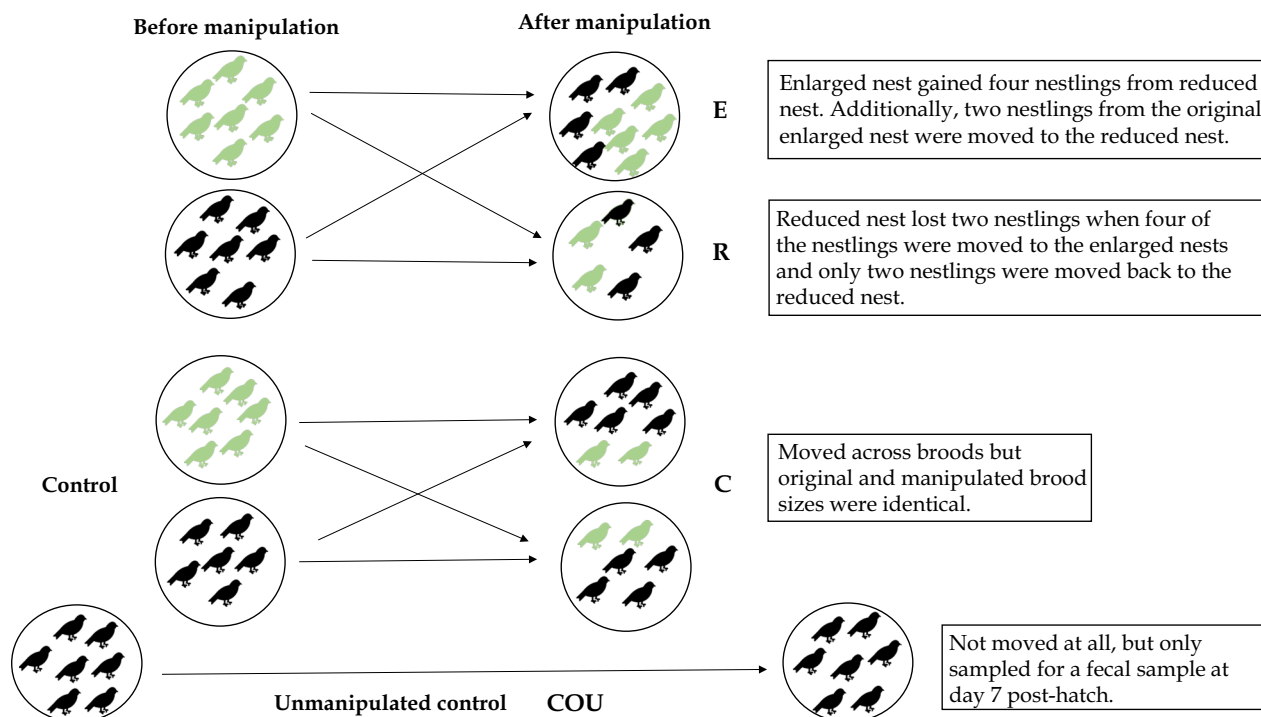 Before manipulation
After manipulation
E
Enlarged nest gained four nestlings from reduced
nest. Additionally, two nestlings from the original
enlarged nest were moved to the reduced nest.
R
Reduced nest lost two nestlings when four of
the nestlings were moved to the enlarged nests
and only two nestlings were moved back to the
reduced nest.
Control
C
Moved across broods but
original and manipulated brood
sizes were identical.
Unmanipulated control COU
Not moved at all, but only
sampled for a fecal sample at
day 7 post-hatch.